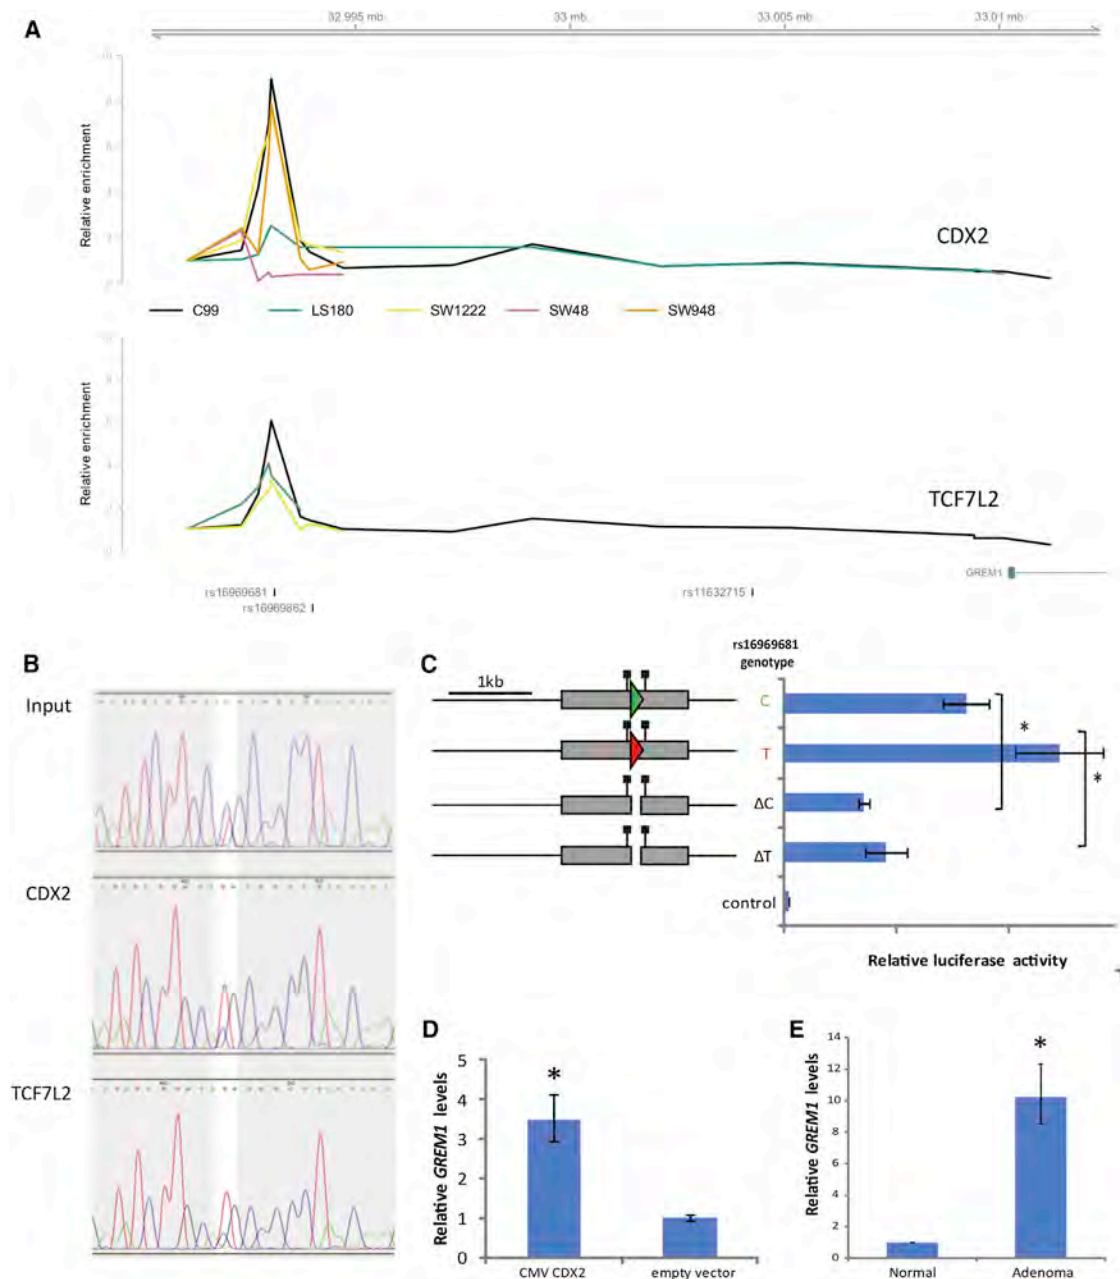 A
32.995 mb
33 mb
33.005 mb
33.01 mb
Relative enrichment
CDX2
C99
LS180
SW1222
SW48
SW948
Relative enrichment
TCF7L2
GREM1
rs16969681
rs16969862
rs11632715
B
Input
CDX2
TCF7L2
C
1kb
rs16969681
genotype
C
T
ΔC
ΔT
control
*
*
Relative luciferase activity
D
Relative GREM1 levels
5
4
3
2
1
0
*
CMV CDX2
empty vector
E
Relative GREM1 levels
14
12
10
8
6
4
2
0
*
Normal
Adenoma